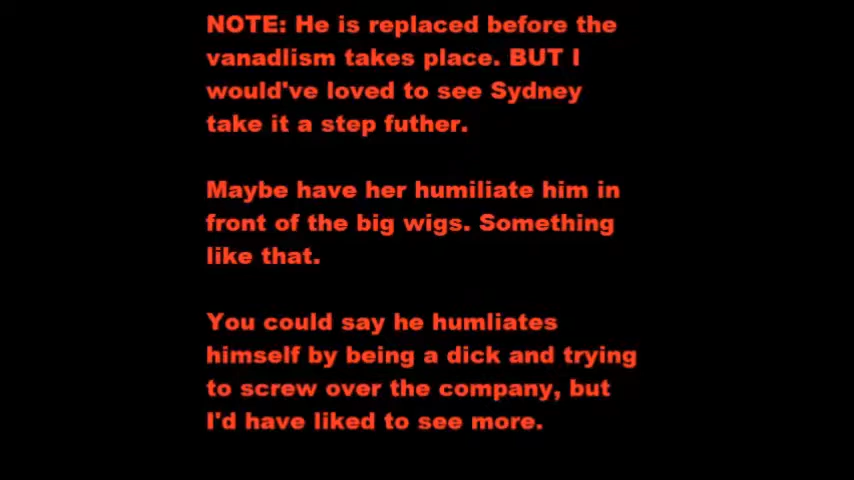 NOTE: He is replaced before the
vanadlism takes place. BUT I
would've loved to see Sydney
take it a step futher.
Maybe have her humiliate him in
front of the big wigs. Something
like that.
You could say he humliates
himself by being a dick and trying
to screw over the company, but
I'd have liked to see more.